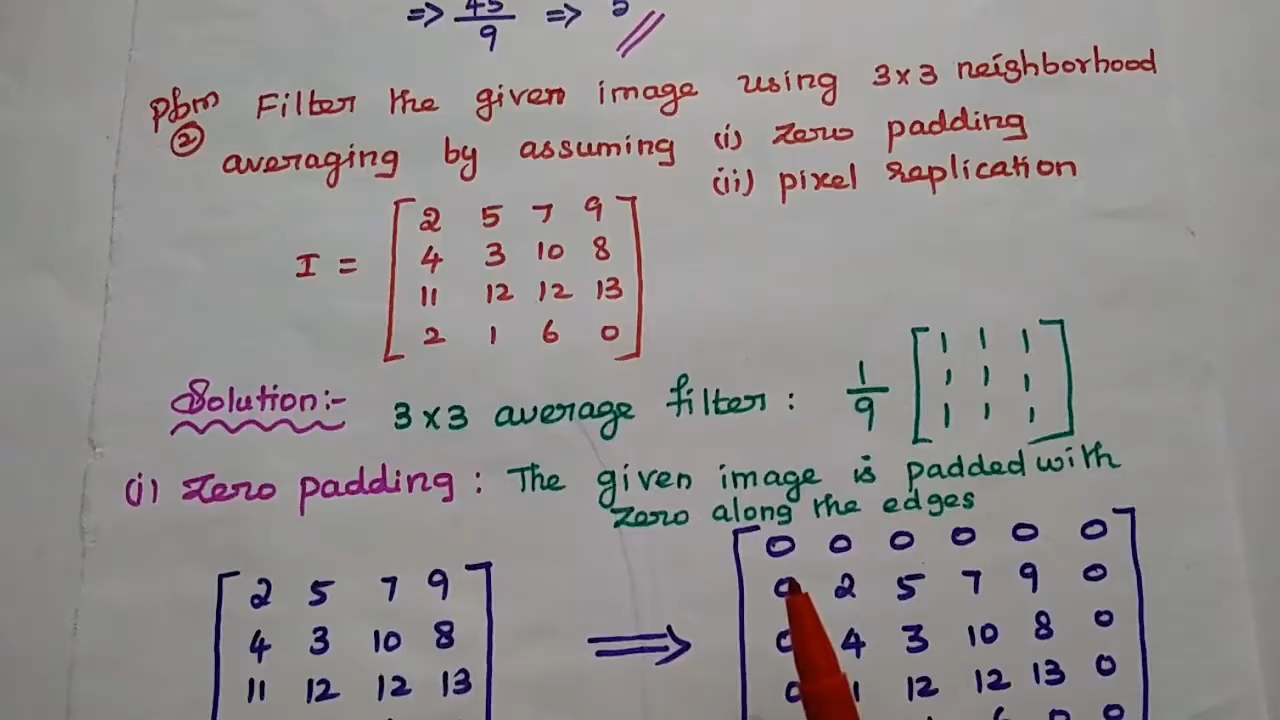 => 45/9 => 5
Pbm Filter the given image using 3x3 neighborhood
② averaging by assuming (i) zero padding
(ii) pixel replication
2 5 7 9
I = 4 3 10 8
11 12 12 13
2 1 6 0
Solution:- 3x3 average filter : 1/9
1 1 1
1 1 1
1 1 1
(i) Zero padding : The given image is padded with
zero along the edges
2 5 7 9
4 3 10 8
11 12 12 13
=>
0 0 0 0 0 0
0 2 5 7 9 0
0 4 3 10 8 0
0 12 12 13 0
0 0